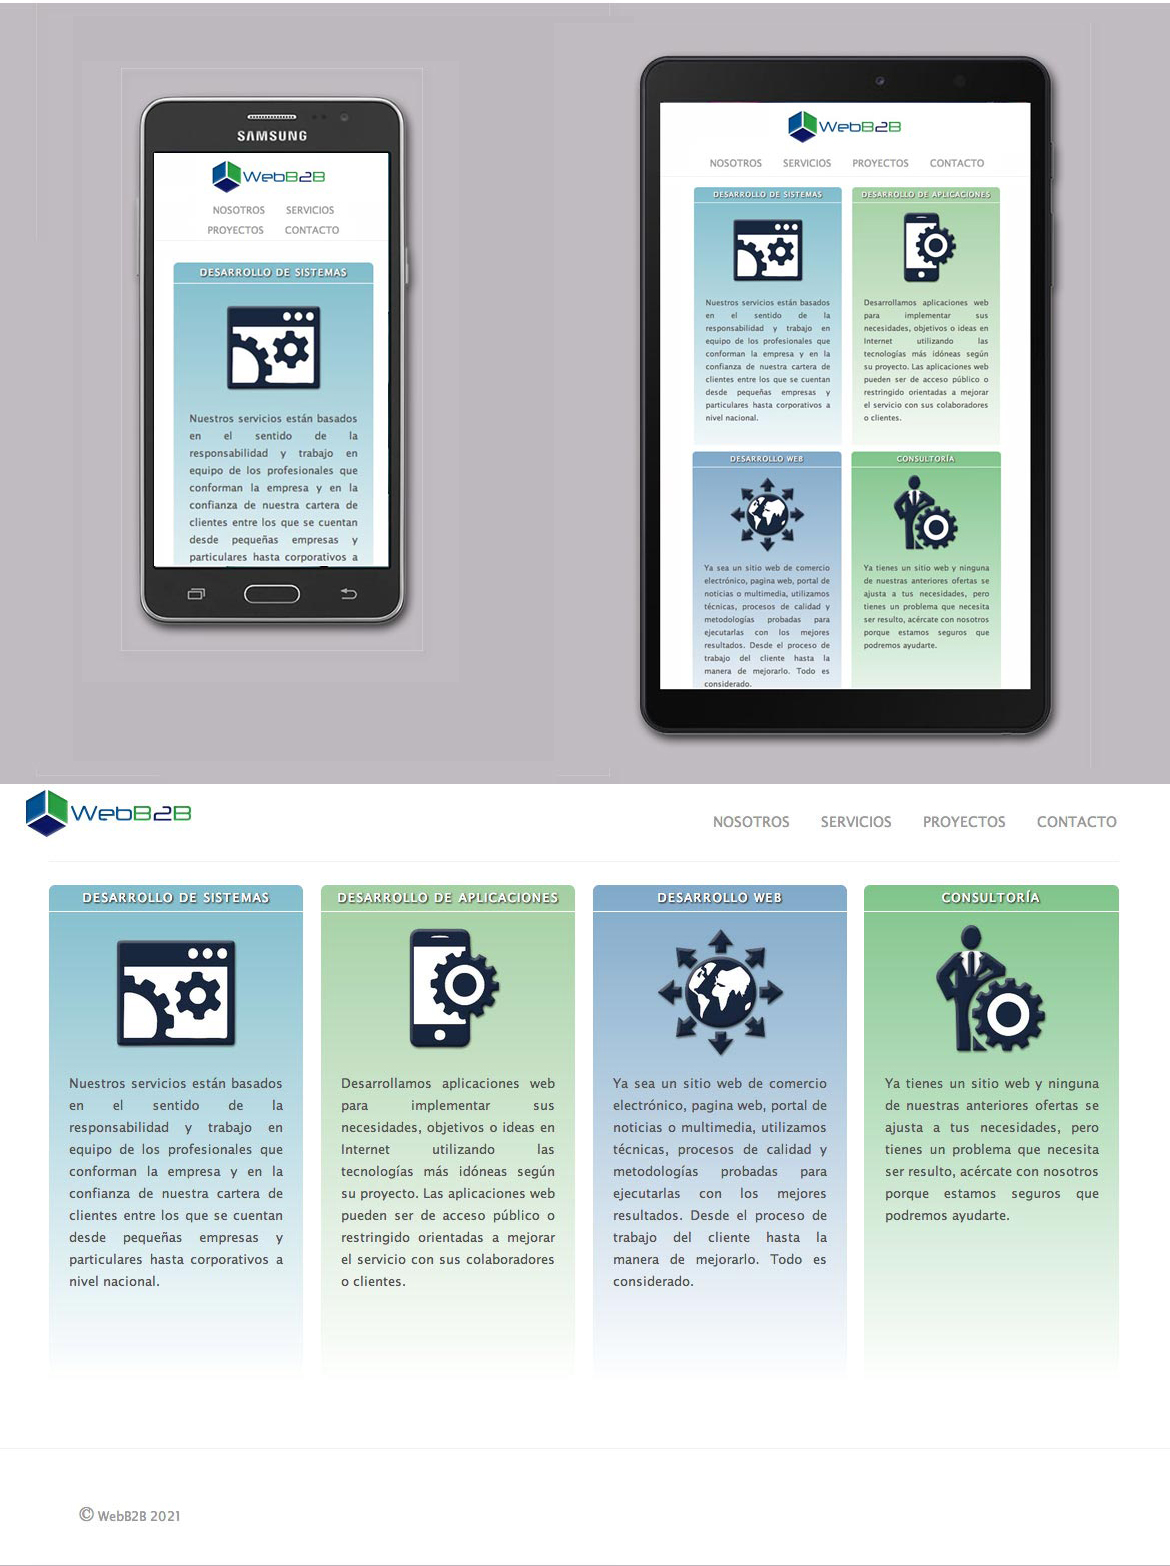 SAMSUNG
WebB2B
NOSOTROS SERVICIOS
PROYECTOS CONTACTO
DESARROLLO DE SISTEMAS
Nuestros servicios están basados
en el sentido de la
responsabilidad y trabajo en
equipo de los profesionales que
conforman la empresa y en la
confianza de nuestra cartera de
clientes entre los que se cuentan
desde pequeñas empresas y
particulares hasta corporativos a
WebB2B
NOSOTROS SERVICIOS PROYECTOS CONTACTO
DESARROLLO DE SISTEMAS
Nuestros servicios están basados
en el sentido de la
responsabilidad y trabajo en
equipo de los profesionales que
conforman la empresa y en la
confianza de nuestra cartera de
clientes entre los que se cuentan
desde pequeñas empresas y
particulares hasta corporativos a
nivel nacional.
DESARROLLO DE APLICACIONES
Desarrollamos aplicaciones web
para implementar sus
necesidades, objetivos o ideas en
Internet utilizando las
tecnologías más idóneas según
su proyecto. Las aplicaciones web
pueden ser de acceso público o
restringido orientadas a mejorar
el servicio con sus colaboradores
o clientes.
DESARROLLO WEB
Ya sea un sitio web de comercio
electrónico, pagina web, portal de
noticias o multimedia, utilizamos
técnicas, procesos de calidad y
metodologías probadas para
ejecutarlas con los mejores
resultados. Desde el proceso de
trabajo del cliente hasta la
manera de mejorarlo. Todo es
considerado.
CONSULTORÍA
Ya tienes un sitio web y ninguna
de nuestras anteriores ofertas se
ajusta a tus necesidades, pero
tienes un problema que necesita
ser resulto, acércate con nosotros
porque estamos seguros que
podremos ayudarte.
WebB2B
NOSOTROS SERVICIOS PROYECTOS CONTACTO
DESARROLLO DE SISTEMAS
Nuestros servicios están basados
en el sentido de la
responsabilidad y trabajo en
equipo de los profesionales que
conforman la empresa y en la
confianza de nuestra cartera de
clientes entre los que se cuentan
desde pequeñas empresas y
particulares hasta corporativos a
nivel nacional.
DESARROLLO DE APLICACIONES
Desarrollamos aplicaciones web
para implementar sus
necesidades, objetivos o ideas en
Internet utilizando las
tecnologías más idóneas según
su proyecto. Las aplicaciones web
pueden ser de acceso público o
restringido orientadas a mejorar
el servicio con sus colaboradores
o clientes.
DESARROLLO WEB
Ya sea un sitio web de comercio
electrónico, pagina web, portal de
noticias o multimedia, utilizamos
técnicas, procesos de calidad y
metodologías probadas para
ejecutarlas con los mejores
resultados. Desde el proceso de
trabajo del cliente hasta la
manera de mejorarlo. Todo es
considerado.
CONSULTORÍA
Ya tienes un sitio web y ninguna
de nuestras anteriores ofertas se
ajusta a tus necesidades, pero
tienes un problema que necesita
ser resulto, acércate con nosotros
porque estamos seguros que
podremos ayudarte.
© WebB2B 2021